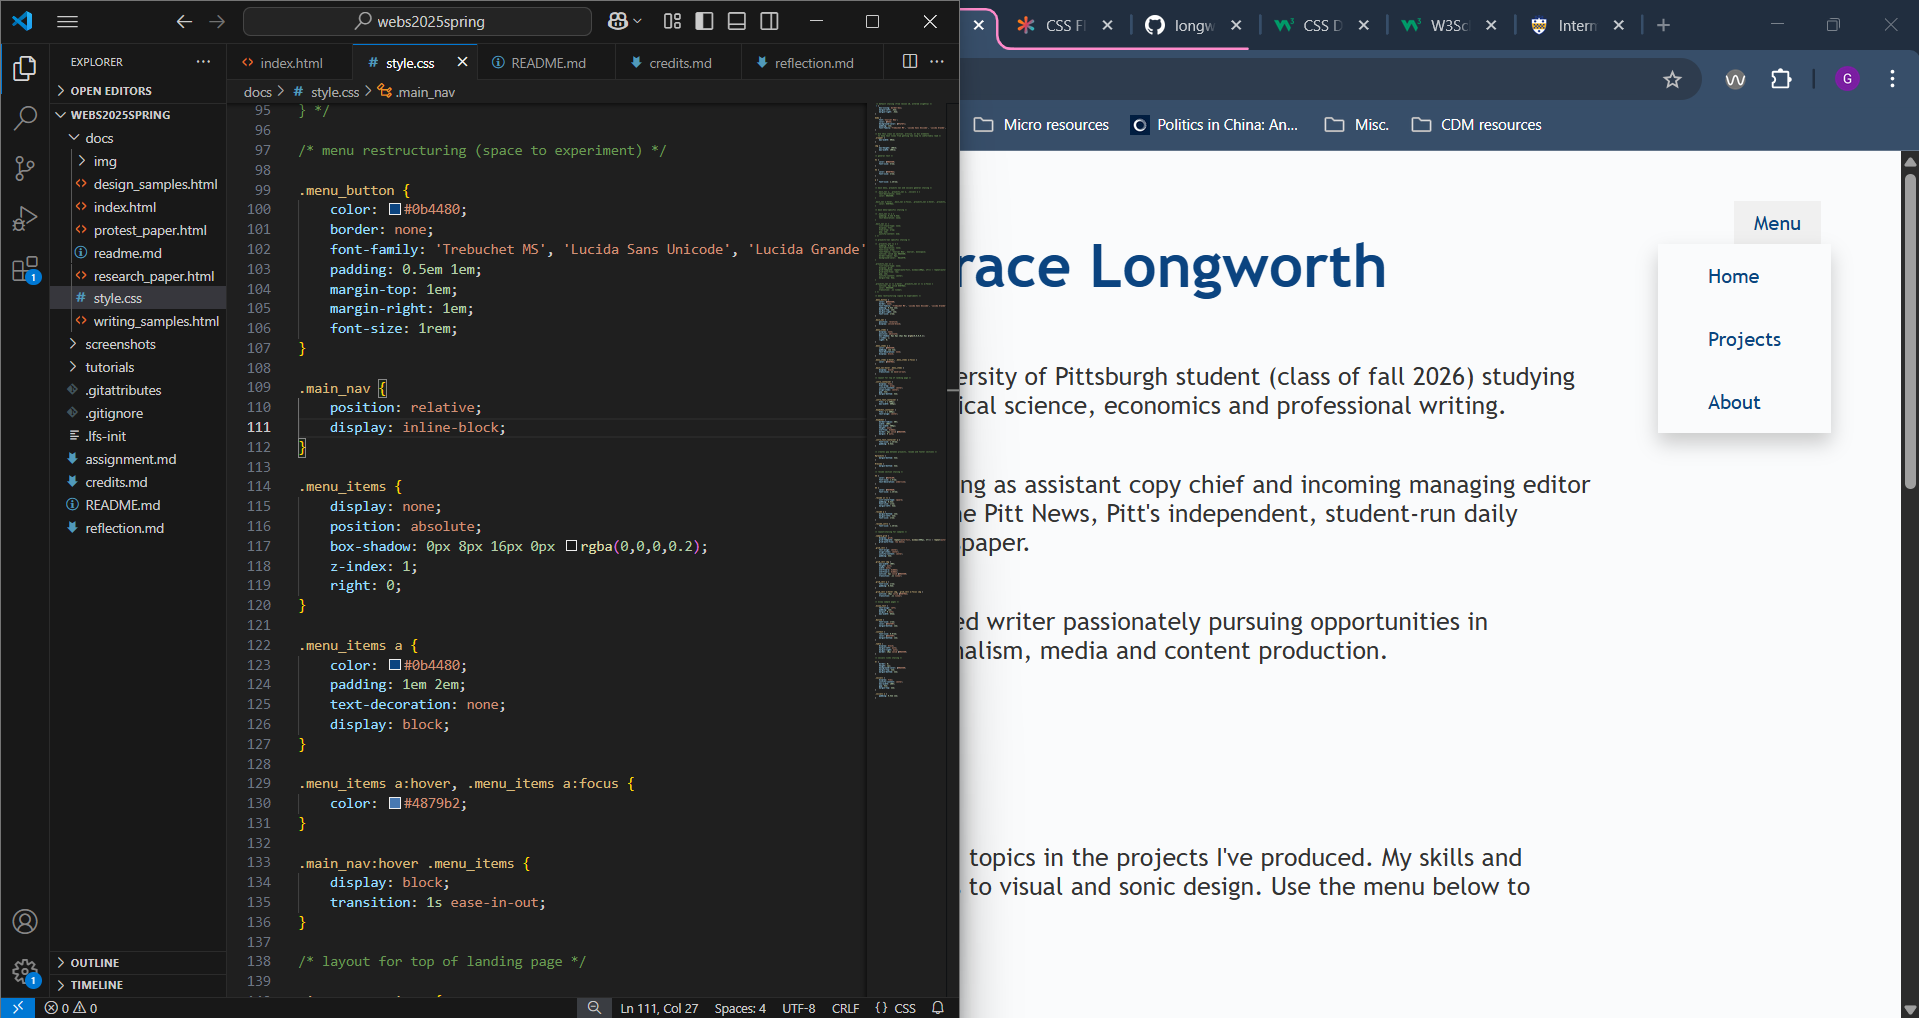 webs2025spring
EXPLORER
OPEN EDITORS
WEBS2025SPRING
docs
img
design_samples.html
index.html
protest_paper.html
readme.md
research_paper.html
style.css
writing_samples.html
screenshots
tutorials
.gitattributes
.gitignore
.lfs-init
assignment.md
credits.md
README.md
reflection.md
OUTLINE
TIMELINE
index.html
style.css
README.md
credits.md
reflection.md
docs > style.css > .main_nav
95 } */
96
97 /* menu restructuring (space to experiment) */
98
99 .menu_button {
100 color: #0b4480;
101 border: none;
102 font-family: 'Trebuchet MS', 'Lucida Sans Unicode', 'Lucida Grande'
103 padding: 0.5em 1em;
104 margin-top: 1em;
105 margin-right: 1em;
106 font-size: 1rem;
107 }
108
109 .main_nav {
110 position: relative;
111 display: inline-block;
112 }
113
114 .menu_items {
115 display: none;
116 position: absolute;
117 box-shadow: 0px 8px 16px 0px rgba(0,0,0,0.2);
118 z-index: 1;
119 right: 0;
120 }
121
122 .menu_items a {
123 color: #0b4480;
124 padding: 1em 2em;
125 text-decoration: none;
126 display: block;
127 }
128
129 .menu_items a:hover, .menu_items a:focus {
130 color: #4879b2;
131 }
132
133 .main_nav:hover .menu_items {
134 display: block;
135 transition: 1s ease-in-out;
136 }
137
138 /* layout for top of landing page */
139
0 0
Ln 111, Col 27
Spaces: 4
UTF-8
CRLF
{} CSS
CSS Fl
longw
CSS D
W3Sc
Intern
G
Micro resources
Politics in China: An...
Misc.
CDM resources
Menu
Home
Projects
About
race Longworth
ersity of Pittsburgh student (class of fall 2026) studying
ical science, economics and professional writing.
ng as assistant copy chief and incoming managing editor
e Pitt News, Pitt's independent, student-run daily
paper.
ed writer passionately pursuing opportunities in
nalism, media and content production.
topics in the projects I've produced. My skills and
s to visual and sonic design. Use the menu below to